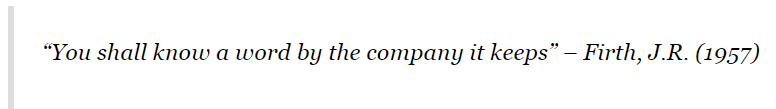 “You shall know a word by the company it keeps” – Firth, J.R. (1957)